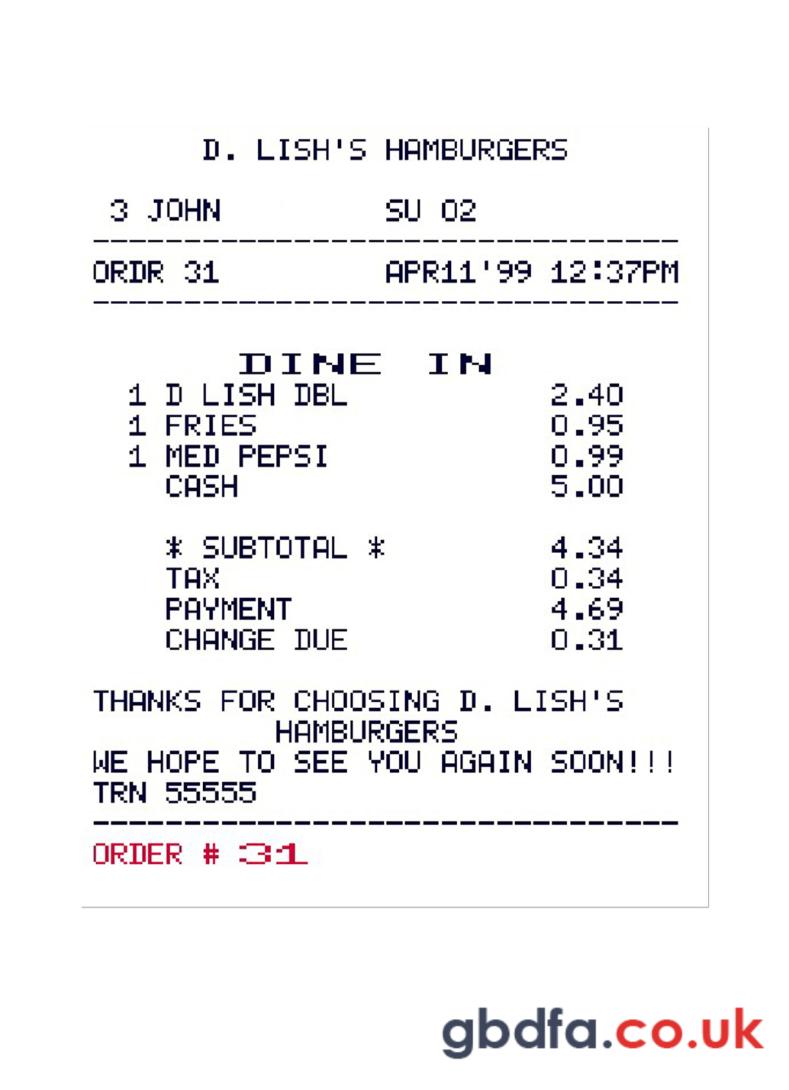 D. LISH'S HAMBURGERS
3 JOHN SU 02
--------------------------------
ORDR 31 APR11'99 12:37PM
--------------------------------
DINE IN
1 D LISH DBL 2.40
1 FRIES 0.95
1 MED PEPSI 0.99
CASH 5.00
* SUBTOTAL * 4.34
TAX 0.34
PAYMENT 4.69
CHANGE DUE 0.31
THANKS FOR CHOOSING D. LISH'S
HAMBURGERS
WE HOPE TO SEE YOU AGAIN SOON!!!
TRN 55555
--------------------------------
ORDER # 31
gbdfa.co.uk